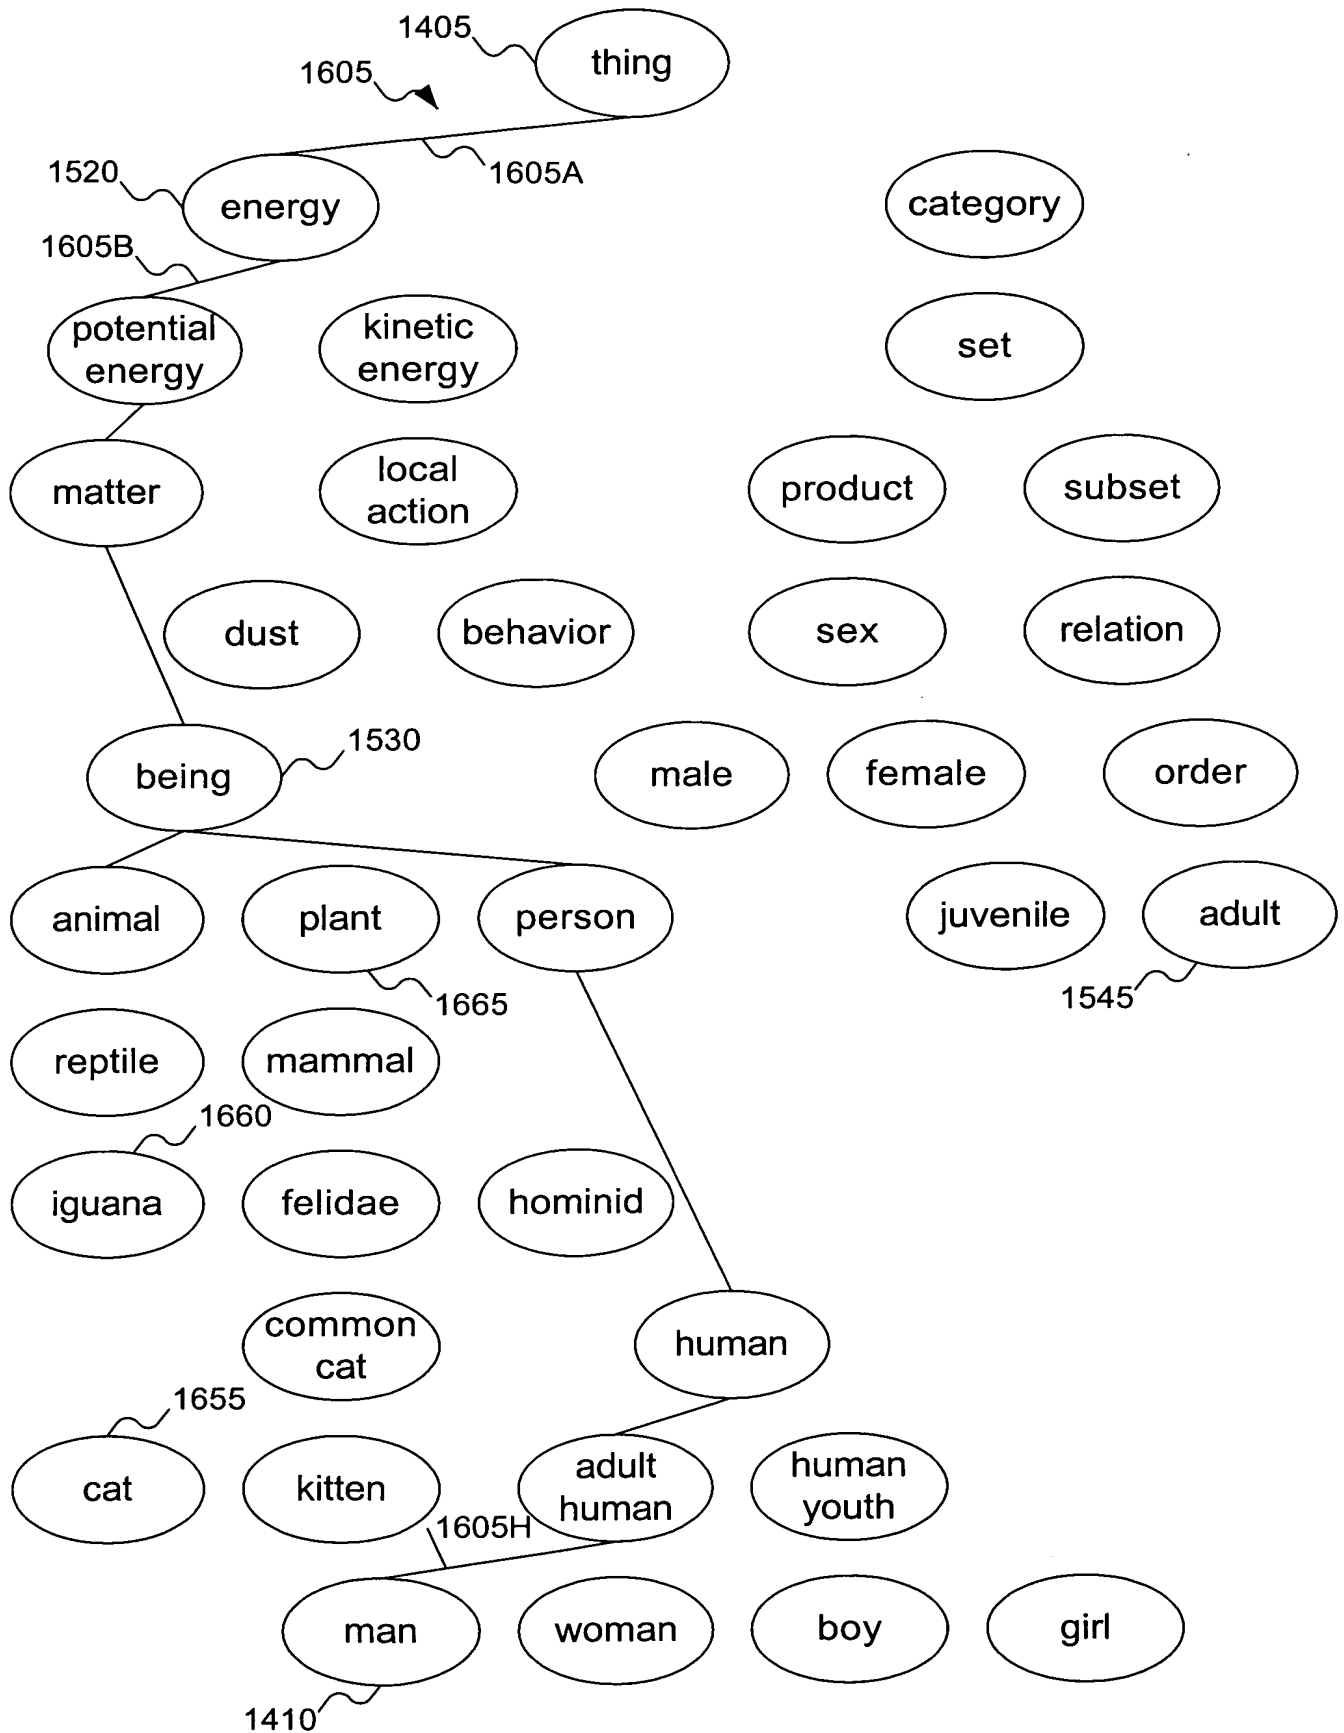 1405
thing
1605
1605A
1520
energy
category
1605B
potential
energy
kinetic
energy
set
matter
local
action
product
subset
dust
behavior
sex
relation
being
1530
male
female
order
animal
plant
person
juvenile
adult
1665
1545
reptile
mammal
1660
iguana
felidae
hominid
common
cat
human
1655
cat
kitten
adult
human
human
youth
1605H
man
woman
boy
girl
1410